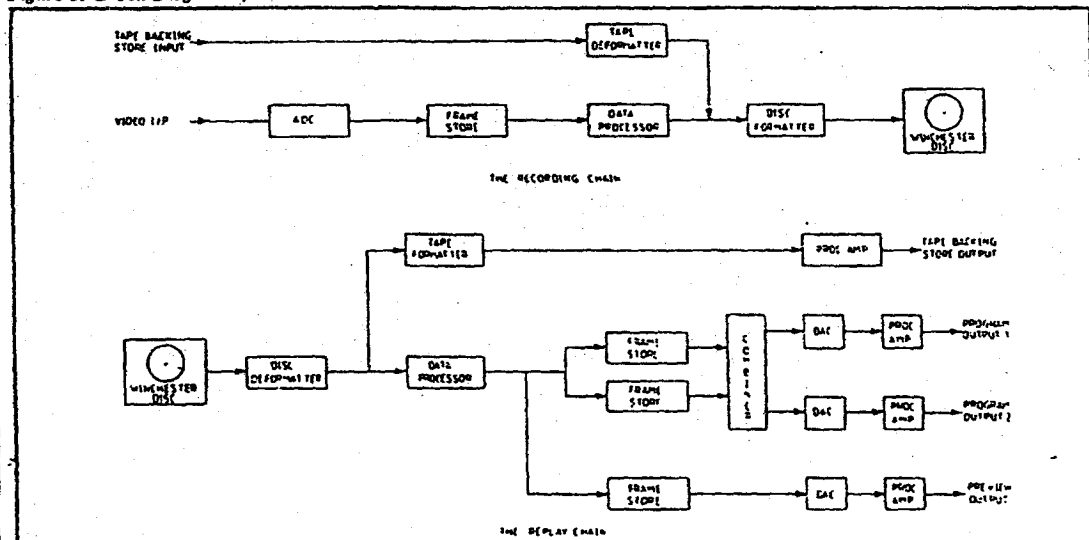 TAPE BACKING
STORE INPUT
TAPE
DEFORMATTER
VIDEO I/P
ADC
FRAME
STORE
DATA
PROCESSOR
DISC
FORMATTER
WINCHESTER
DISC
THE RECORDING CHAIN
TAPE
FORMATTER
PROC AMP
TAPE BACKING
STORE OUTPUT
WINCHESTER
DISC
DISC
DEFORMATTER
DATA
PROCESSOR
FRAME
STORE
FRAME
STORE
DAC
PROC
AMP
PROGRAM
OUTPUT 1
DAC
PROC
AMP
PROGRAM
OUTPUT 2
FRAME
STORE
DAC
PROC
AMP
PREVIEW
OUTPUT
THE REPLAY CHAIN